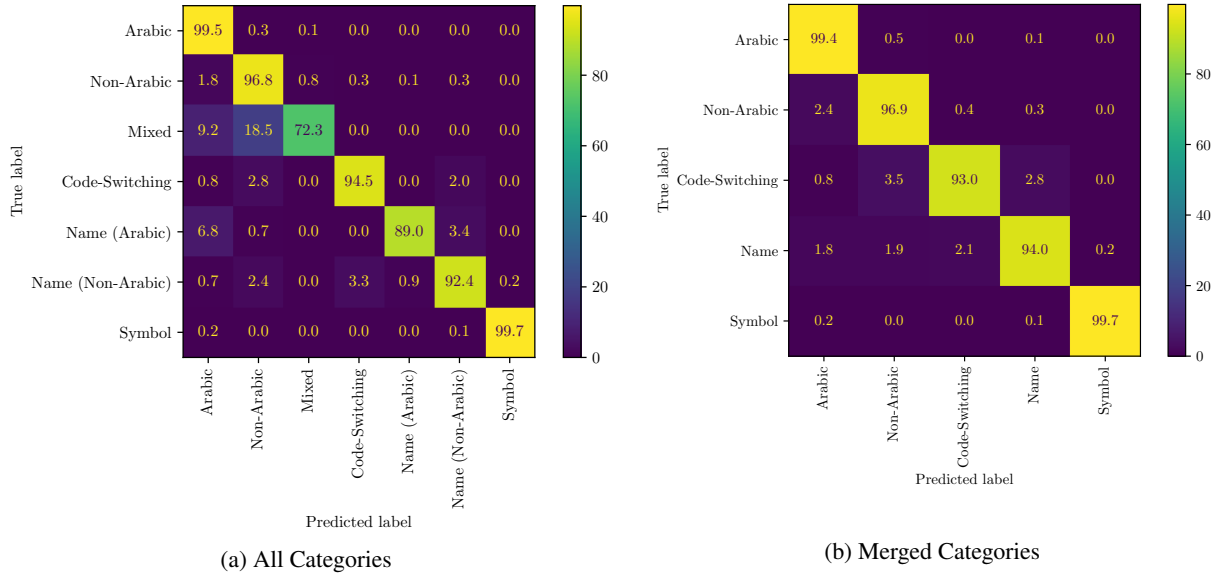 True label
Arabic 99.5 0.3 0.1 0.0 0.0 0.0 0.0
Non-Arabic 1.8 96.8 0.8 0.3 0.1 0.3 0.0
Mixed 9.2 18.5 72.3 0.0 0.0 0.0 0.0
Code-Switching 0.8 2.8 0.0 94.5 0.0 2.0 0.0
Name (Arabic) 6.8 0.7 0.0 0.0 89.0 3.4 0.0
Name (Non-Arabic) 0.7 2.4 0.0 3.3 0.9 92.4 0.2
Symbol 0.2 0.0 0.0 0.0 0.0 0.1 99.7
Arabic
Non-Arabic
Mixed
Code-Switching
Name (Arabic)
Name (Non-Arabic)
Symbol
Predicted label
80
60
40
20
0
(a) All Categories
True label
Arabic 99.4 0.5 0.0 0.1 0.0
Non-Arabic 2.4 96.9 0.4 0.3 0.0
Code-Switching 0.8 3.5 93.0 2.8 0.0
Name 1.8 1.9 2.1 94.0 0.2
Symbol 0.2 0.0 0.0 0.1 99.7
Arabic
Non-Arabic
Code-Switching
Name
Symbol
Predicted label
80
60
40
20
0
(b) Merged Categories